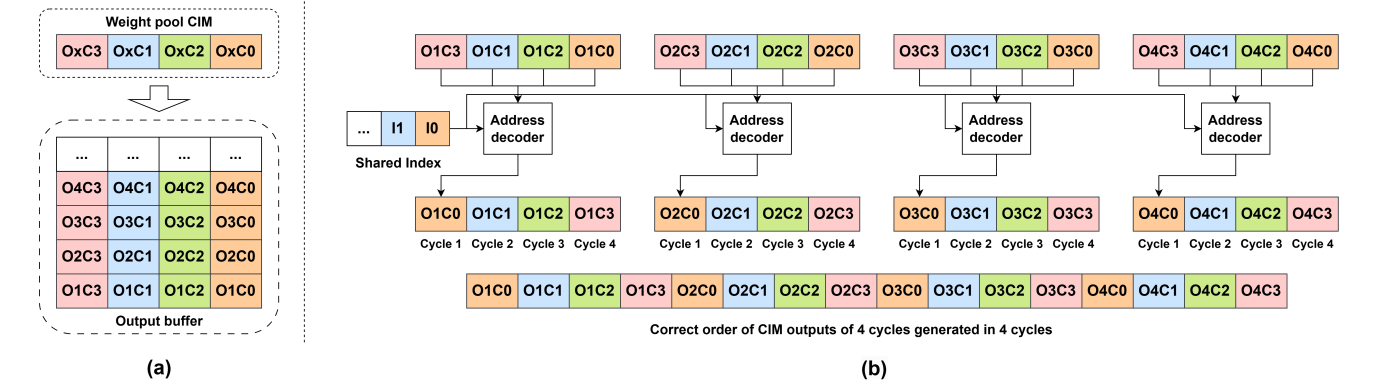 Weight pool CIM
OxC3 OxC1 OxC2 OxC0
... ... ... ...
O4C3 O4C1 O4C2 O4C0
O3C3 O3C1 O3C2 O3C0
O2C3 O2C1 O2C2 O2C0
O1C3 O1C1 O1C2 O1C0
Output buffer
(a)
O1C3 O1C1 O1C2 O1C0 O2C3 O2C1 O2C2 O2C0 O3C3 O3C1 O3C2 O3C0 O4C3 O4C1 O4C2 O4C0
... I1 I0
Shared Index
Address
decoder
Address
decoder
Address
decoder
Address
decoder
O1C0 O1C1 O1C2 O1C3 O2C0 O2C1 O2C2 O2C3 O3C0 O3C1 O3C2 O3C3 O4C0 O4C1 O4C2 O4C3
Cycle 1 Cycle 2 Cycle 3 Cycle 4 Cycle 1 Cycle 2 Cycle 3 Cycle 4 Cycle 1 Cycle 2 Cycle 3 Cycle 4 Cycle 1 Cycle 2 Cycle 3 Cycle 4
O1C0 O1C1 O1C2 O1C3 O2C0 O2C1 O2C2 O2C3 O3C0 O3C1 O3C2 O3C3 O4C0 O4C1 O4C2 O4C3
Correct order of CIM outputs of 4 cycles generated in 4 cycles
(b)